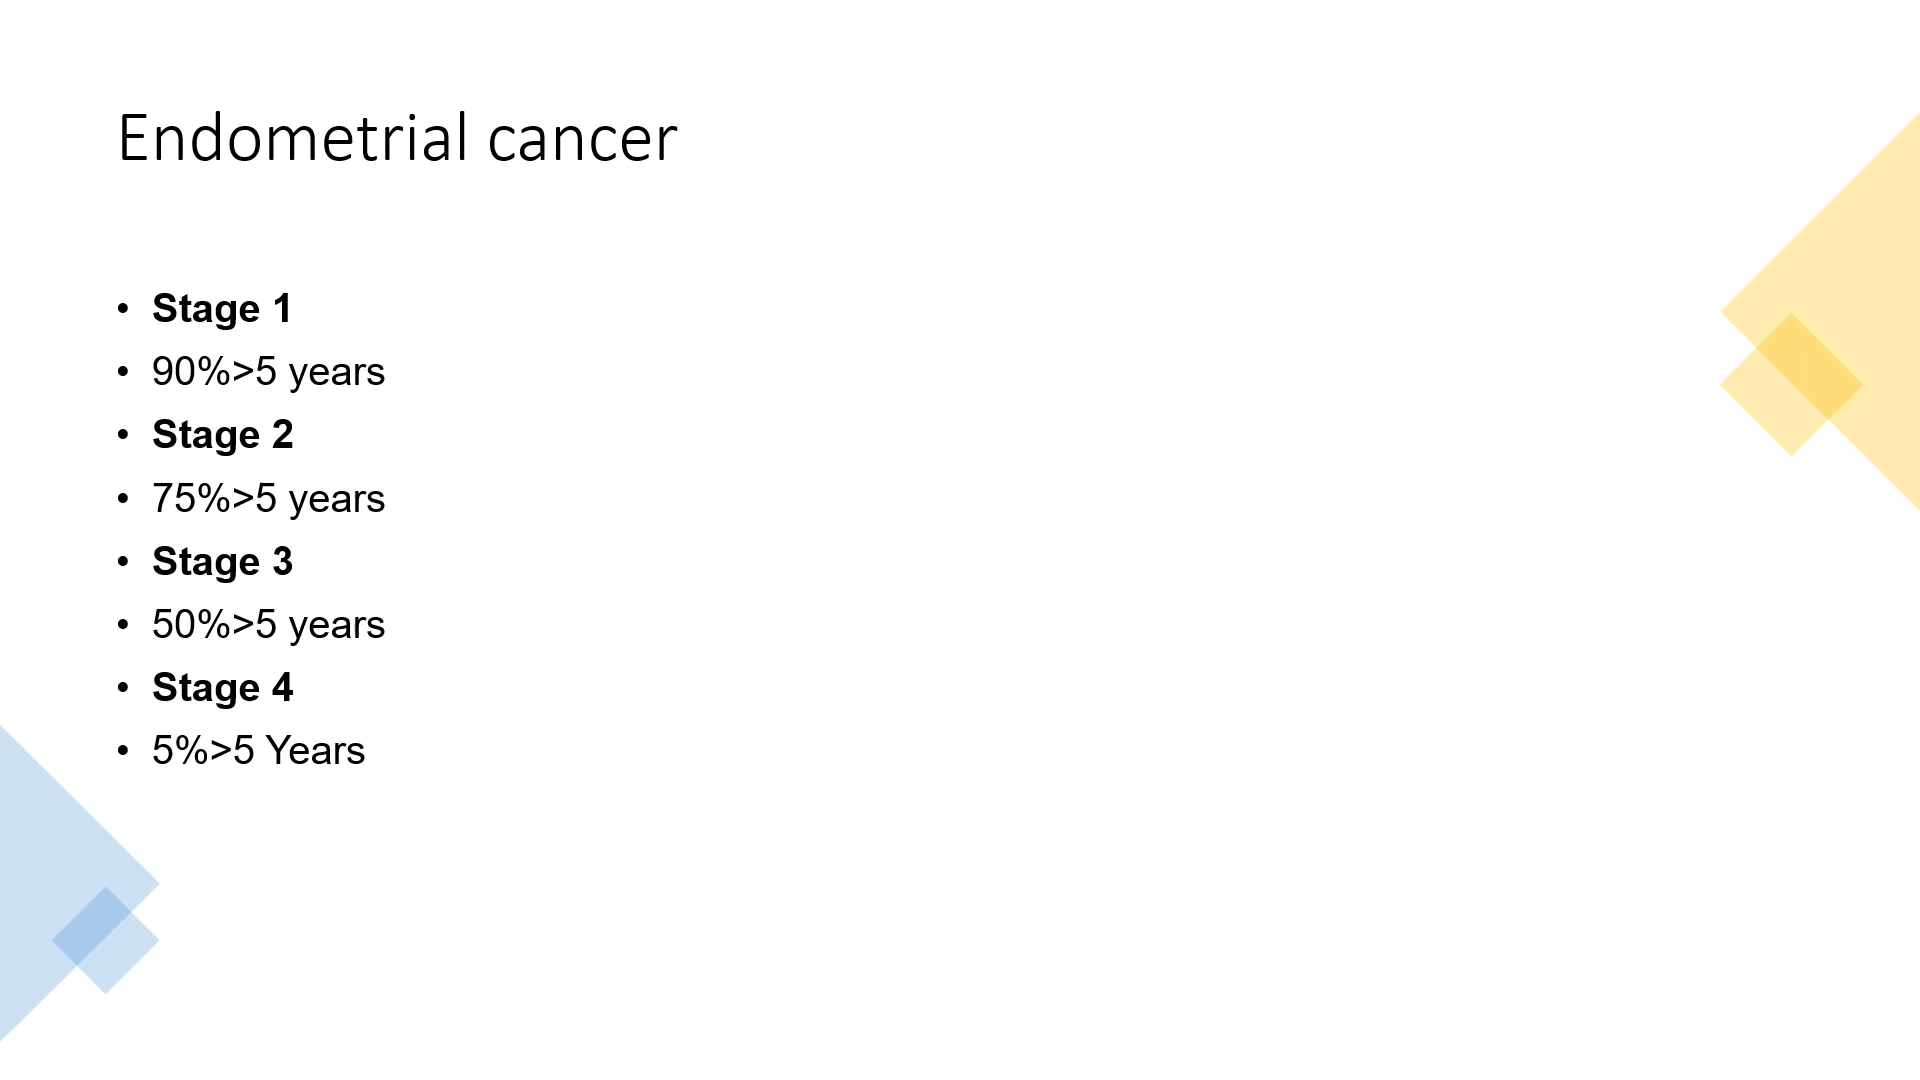 Endometrial cancer
• Stage 1
• 90%>5 years
• Stage 2
• 75%>5 years
• Stage 3
• 50%>5 years
• Stage 4
• 5%>5 Years